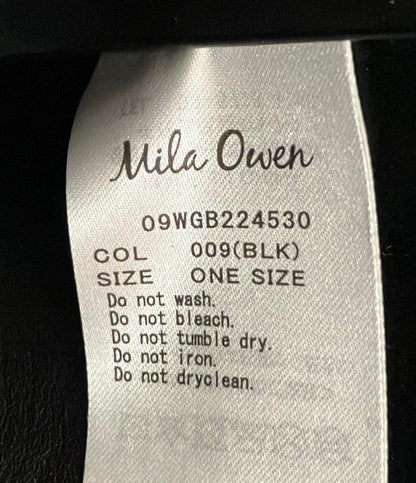 Mila Owen
09WGB224530
COL 009(BLK)
SIZE ONE SIZE
Do not wash.
Do not bleach.
Do not tumble dry.
Do not iron.
Do not dryclean.